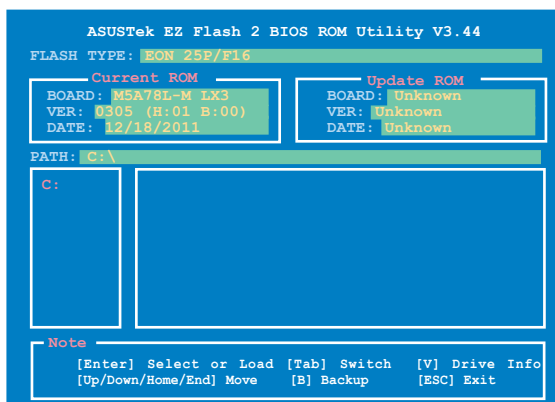 ASUSTek EZ Flash 2 BIOS ROM Utility V3.44
FLASH TYPE: EON 25P/F16
Current ROM
BOARD: M5A78L-M LX3
VER: 0305 (H:01 B:00)
DATE: 12/18/2011
Update ROM
BOARD: Unknown
VER: Unknown
DATE: Unknown
PATH: C:\
C:
Note
[Enter] Select or Load [Tab] Switch [V] Drive Info
[Up/Down/Home/End] Move [B] Backup [ESC] Exit